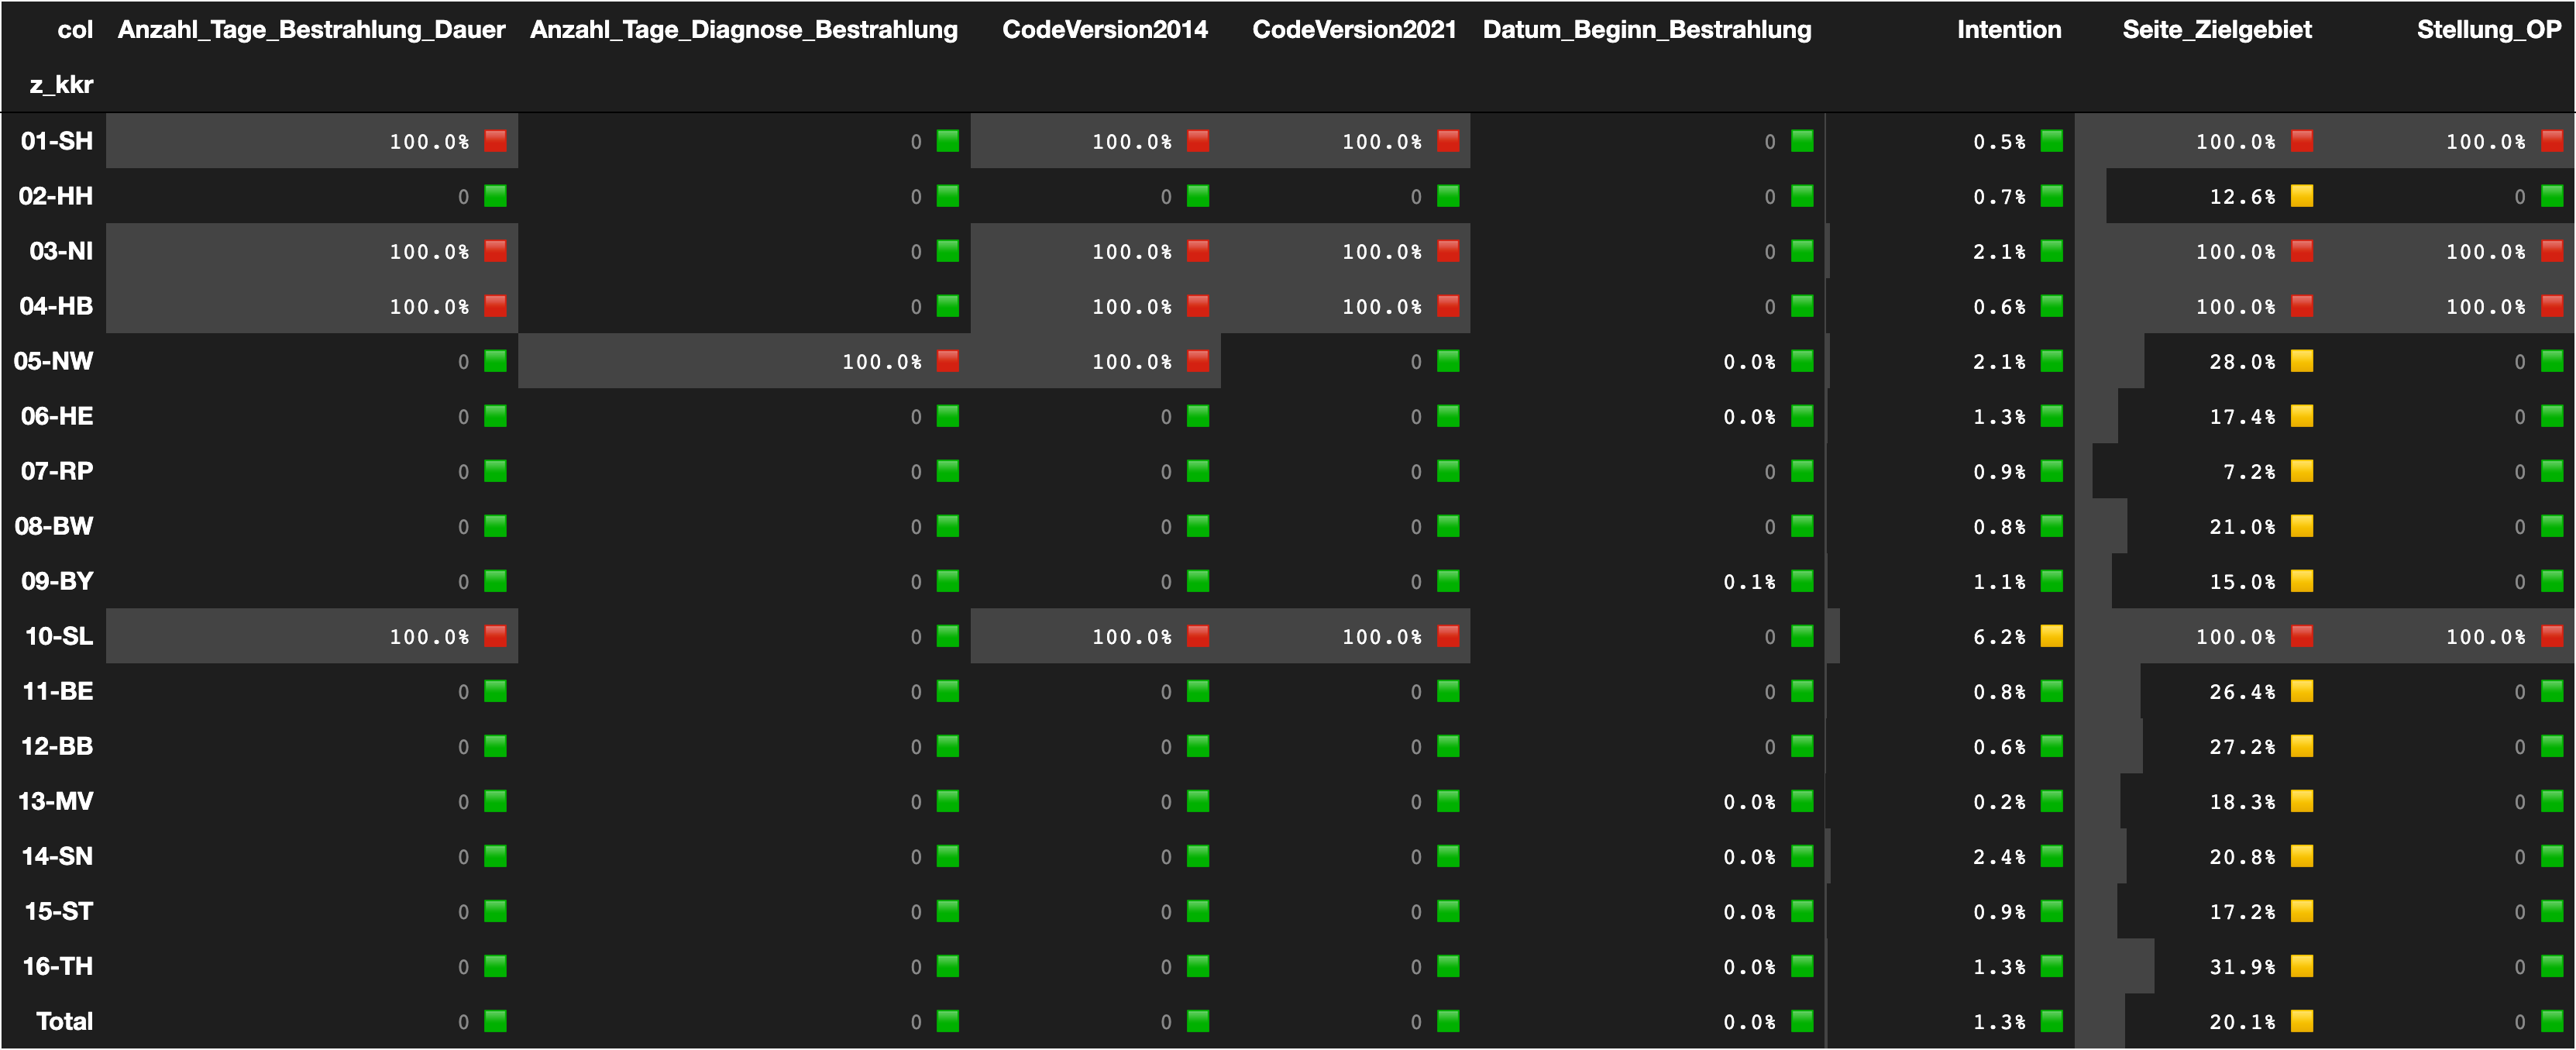 col Anzahl_Tage_Bestrahlung_Dauer Anzahl_Tage_Diagnose_Bestrahlung CodeVersion2014 CodeVersion2021 Datum_Beginn_Bestrahlung Intention Seite_Zielgebiet Stellung_OP
z_kkr
01-SH 100.0% 0 100.0% 100.0% 0 0.5% 100.0% 100.0%
02-HH 0 0 0 0 0 0.7% 12.6% 0
03-NI 100.0% 0 100.0% 100.0% 0 2.1% 100.0% 100.0%
04-HB 100.0% 0 100.0% 100.0% 0 0.6% 100.0% 100.0%
05-NW 0 100.0% 100.0% 0 0.0% 2.1% 28.0% 0
06-HE 0 0 0 0 0.0% 1.3% 17.4% 0
07-RP 0 0 0 0 0 0.9% 7.2% 0
08-BW 0 0 0 0 0 0.8% 21.0% 0
09-BY 0 0 0 0 0.1% 1.1% 15.0% 0
10-SL 100.0% 0 100.0% 100.0% 0 6.2% 100.0% 100.0%
11-BE 0 0 0 0 0 0.8% 26.4% 0
12-BB 0 0 0 0 0 0.6% 27.2% 0
13-MV 0 0 0 0 0.0% 0.2% 18.3% 0
14-SN 0 0 0 0 0.0% 2.4% 20.8% 0
15-ST 0 0 0 0 0.0% 0.9% 17.2% 0
16-TH 0 0 0 0 0.0% 1.3% 31.9% 0
Total 0 0 0 0 0.0% 1.3% 20.1% 0